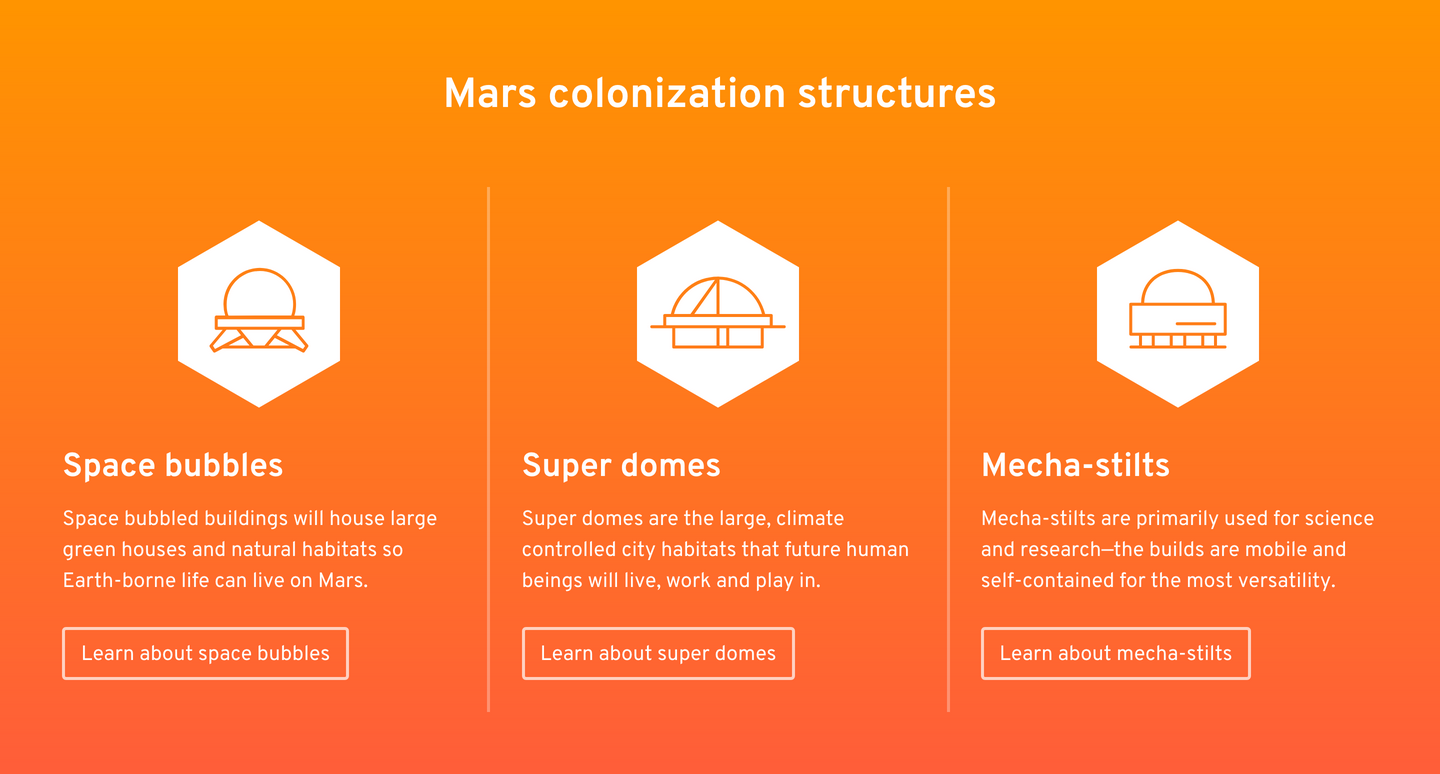 Mars colonization structures
Space bubbles
Space bubbled buildings will house large
green houses and natural habitats so
Earth-borne life can live on Mars.
Learn about space bubbles
Super domes
Super domes are the large, climate
controlled city habitats that future human
beings will live, work and play in.
Learn about super domes
Mecha-stilts
Mecha-stilts are primarily used for science
and research—the builds are mobile and
self-contained for the most versatility.
Learn about mecha-stilts